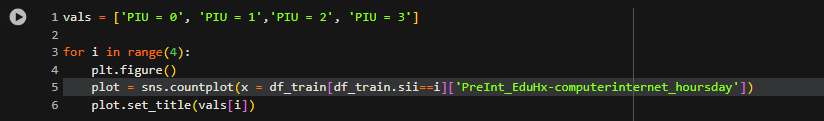 1 vals = ['PIU = 0', 'PIU = 1','PIU = 2', 'PIU = 3']
2
3 for i in range(4):
4     plt.figure()
5     plot = sns.countplot(x = df_train[df_train.sii==i]['PreInt_EduHx-computerinternet_hoursday'])
6     plot.set_title(vals[i])